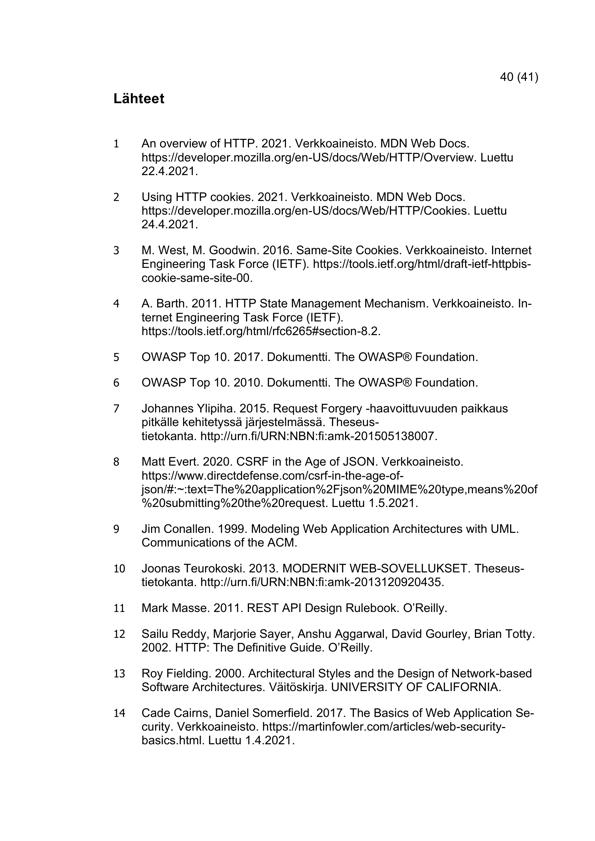 40 (41)
Lähteet
1 An overview of HTTP. 2021. Verkkoaineisto. MDN Web Docs.
https://developer.mozilla.org/en-US/docs/Web/HTTP/Overview. Luettu
22.4.2021.
2 Using HTTP cookies. 2021. Verkkoaineisto. MDN Web Docs.
https://developer.mozilla.org/en-US/docs/Web/HTTP/Cookies. Luettu
24.4.2021.
3 M. West, M. Goodwin. 2016. Same-Site Cookies. Verkkoaineisto. Internet
Engineering Task Force (IETF). https://tools.ietf.org/html/draft-ietf-httpbis-
cookie-same-site-00.
4 A. Barth. 2011. HTTP State Management Mechanism. Verkkoaineisto. In-
ternet Engineering Task Force (IETF).
https://tools.ietf.org/html/rfc6265#section-8.2.
5 OWASP Top 10. 2017. Dokumentti. The OWASP® Foundation.
6 OWASP Top 10. 2010. Dokumentti. The OWASP® Foundation.
7 Johannes Ylipiha. 2015. Request Forgery -haavoittuvuuden paikkaus
pitkälle kehitetyssä järjestelmässä. Theseus-
tietokanta. http://urn.fi/URN:NBN:fi:amk-201505138007.
8 Matt Evert. 2020. CSRF in the Age of JSON. Verkkoaineisto.
https://www.directdefense.com/csrf-in-the-age-of-
json/#:~:text=The%20application%2Fjson%20MIME%20type,means%20of
%20submitting%20the%20request. Luettu 1.5.2021.
9 Jim Conallen. 1999. Modeling Web Application Architectures with UML.
Communications of the ACM.
10 Joonas Teurokoski. 2013. MODERNIT WEB-SOVELLUKSET. Theseus-
tietokanta. http://urn.fi/URN:NBN:fi:amk-2013120920435.
11 Mark Masse. 2011. REST API Design Rulebook. O’Reilly.
12 Sailu Reddy, Marjorie Sayer, Anshu Aggarwal, David Gourley, Brian Totty.
2002. HTTP: The Definitive Guide. O’Reilly.
13 Roy Fielding. 2000. Architectural Styles and the Design of Network-based
Software Architectures. Väitöskirja. UNIVERSITY OF CALIFORNIA.
14 Cade Cairns, Daniel Somerfield. 2017. The Basics of Web Application Se-
curity. Verkkoaineisto. https://martinfowler.com/articles/web-security-
basics.html. Luettu 1.4.2021.